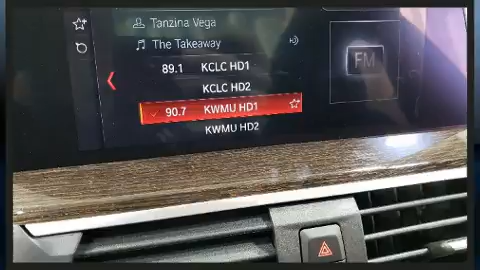 Tanzina Vega
The Takeaway
89.1 KCLC HD1
KCLC HD2
90.7 KWMU HD1
KWMU HD2
FM